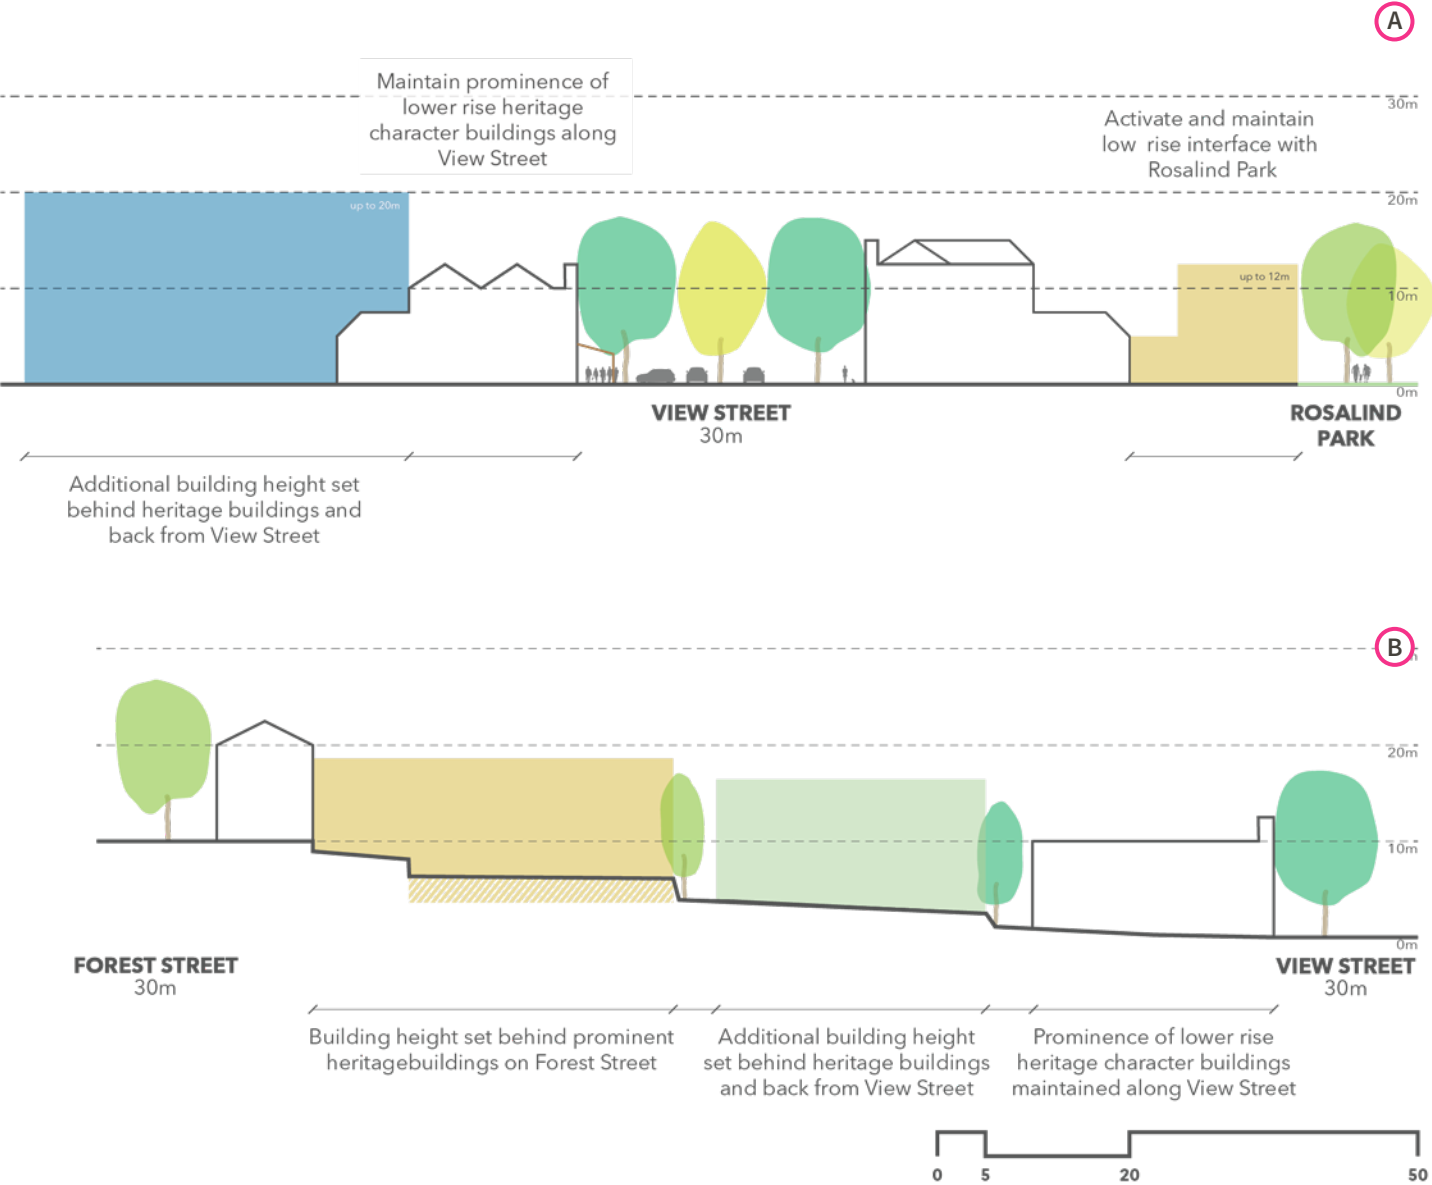 A
Maintain prominence of
lower rise heritage
character buildings along
View Street
30m
Activate and maintain
low rise interface with
Rosalind Park
20m
up to 20m
up to 12m
10m
0m
VIEW STREET
30m
ROSALIND
PARK
Additional building height set
behind heritage buildings and
back from View Street
B
20m
10m
0m
FOREST STREET
30m
VIEW STREET
30m
Building height set behind prominent
heritagebuildings on Forest Street
Additional building height
set behind heritage buildings
and back from View Street
Prominence of lower rise
heritage character buildings
maintained along View Street
0 5 20 50